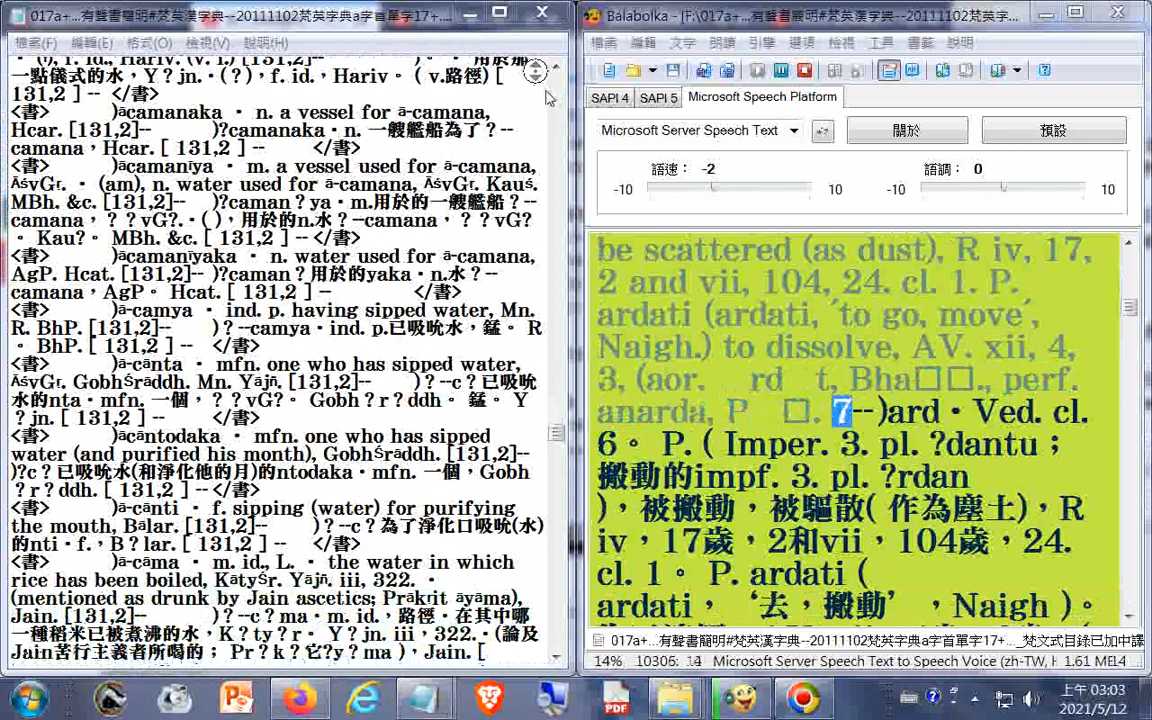 017a+...有聲書簡明#梵英漢字典--20111102梵英字典a字首單字17+...
檔案(F) 編輯(E) 格式(O) 檢視(V) 說明(H)
一點儀式的水，Y？jn.・(？)，f. id.，Hariv. ( v.路徑) [
131,2 ] -- </書>
<書> )ācamanaka ・ n. a vessel for ā-camana,
Hcar. [131,2]-- )?camanaka・n. 一艘艦船為了？--
camana，Hcar. [ 131,2 ] -- </書>
<書> )ācamanīya ・ m. a vessel used for ā-camana,
ĀśvGṛ. ・ (am), n. water used for ā-camana, ĀśvGṛ. Kauś.
MBh. &c. [131,2]-- )?caman？ya・m.用於的一艘艦船？--
camana，？？vG?.・( )，用於的n.水？--camana，？？vG?
。Kau?。 MBh. &c. [ 131,2 ] -- </書>
<書> )ācamanīyaka ・ n. water used for ā-camana,
AgP. Hcat. [131,2]-- )?caman？用於的yaka・n.水？--
camana，AgP。 Hcat. [ 131,2 ] -- </書>
<書> )ā-camya ・ ind. p. having sipped water, Mn.
R. BhP. [131,2]-- )？--camya・ind. p.已吸吮水，錳。 R
。BhP. [ 131,2 ] -- </書>
<書> )ā-cānta ・ mfn. one who has sipped water,
ĀśvGṛ. GobhŚrāddh. Mn. Yājñ. [131,2]-- )？--c？已吸吮
水的nta・mfn. 一個，？？vG?。 Gobh？r？ddh. 錳。 Y
？jn. [ 131,2 ] -- </書>
<書> )ācāntodaka ・ mfn. one who has sipped
water (and purified his month), GobhŚrāddh. [131,2]--
)?c？已吸吮水(和淨化他的月)的ntodaka・mfn. 一個，Gobh
？r？ddh. [ 131,2 ] -- </書>
<書> )ā-cānti ・ f. sipping (water) for purifying
the mouth, Bālar. [131,2]-- )？--c？為了淨化口吸吮(水)
的nti・f.，B？lar. [ 131,2 ] -- </書>
<書> )ā-cāma ・ m. id., L. ・ the water in which
rice has been boiled, KātyŚr. Yājñ. iii, 322. ・
(mentioned as drunk by Jain ascetics; Prākṛit āyāma),
Jain. [131,2]-- )？--c？ma・m. id.，路徑。・在其中哪
一種稻米已被煮沸的水，K？ty？r。 Y？jn. iii，322.・(論及
Jain苦行主義者所喝的； Pr？k？它?y？ma )，Jain. [
Balabolka - [F:\017a+...有聲書簡明#梵英漢字典--20111102梵英字...
檔案 編輯 文字 朗讀 引擎 選項 檢視 工具 書籤 說明
SAPI 4 SAPI 5 Microsoft Speech Platform
Microsoft Server Speech Text 關於 預設
語速： -2 語調： 0
-10 10 -10 10
be scattered (as dust), R iv, 17,
2 and vii, 104, 24. cl. 1. P.
ardati (ardati, ´to go, move´,
Naigh.) to dissolve, AV. xii, 4,
3, (aor. rd t, Bha□□., perf.
anarda, P □. 7--)ard・Ved. cl.
6。 P. ( Imper. 3. pl. ?dantu；
搬動的impf. 3. pl. ?rdan
)，被搬動，被驅散( 作為塵土)，R
iv，17歲，2和vii，104歲，24.
cl. 1。 P. ardati (
ardati，‘去，搬動’，Naigh )。
017a+...有聲書簡明#梵英漢字典--20111102梵英字典a字首單字17+..._梵文式目錄已加中譯
14% 10306: 14 Microsoft Server Speech Text to Speech Voice (zh-TW, H 1.61 MEL4
PDF
上午 03:03
2021/5/12